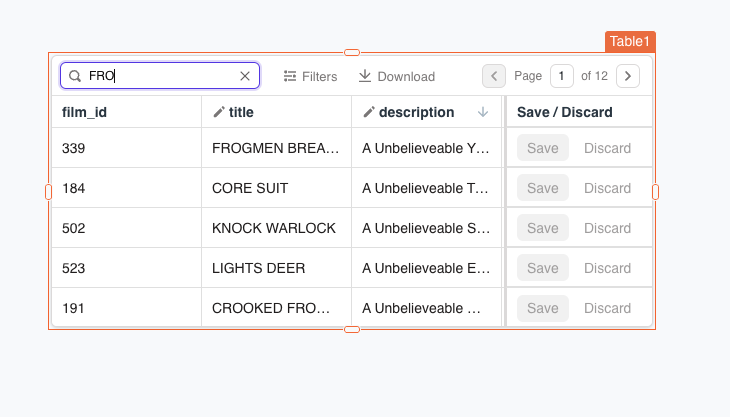 Table1
FRO
Filters
Download
Page 1 of 12
film_id title description Save / Discard
339 FROGMEN BREA... A Unbelieveable Y... Save Discard
184 CORE SUIT A Unbelieveable T... Save Discard
502 KNOCK WARLOCK A Unbelieveable S... Save Discard
523 LIGHTS DEER A Unbelieveable E... Save Discard
191 CROOKED FRO... A Unbelieveable ... Save Discard